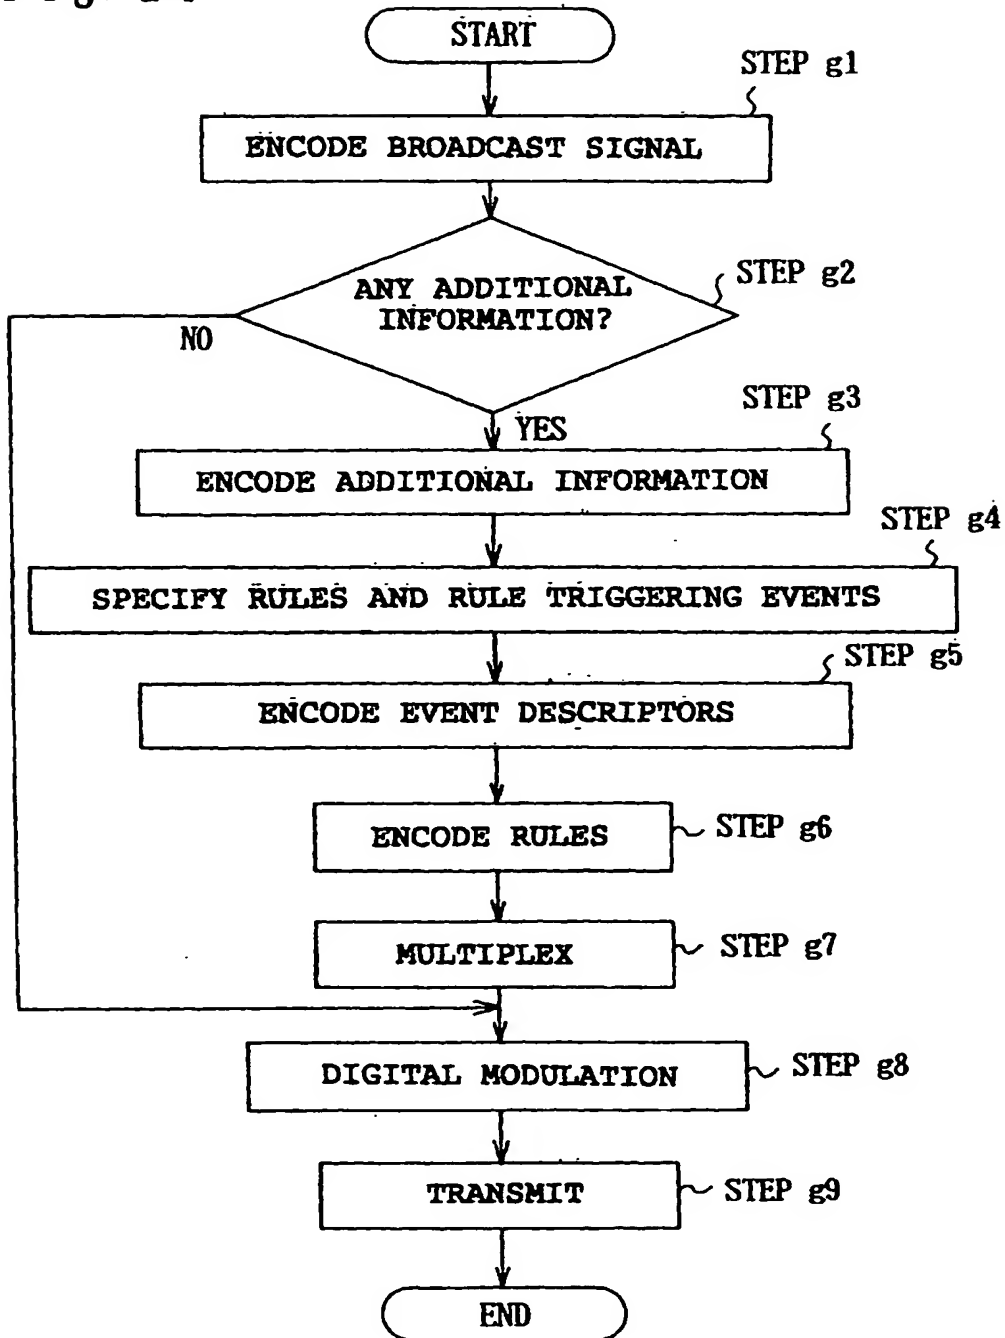 START
STEP g1
ENCODE BROADCAST SIGNAL
STEP g2
ANY ADDITIONAL
INFORMATION?
NO
YES
STEP g3
ENCODE ADDITIONAL INFORMATION
STEP g4
SPECIFY RULES AND RULE TRIGGERING EVENTS
STEP g5
ENCODE EVENT DESCRIPTORS
ENCODE RULES
STEP g6
MULTIPLEX
STEP g7
DIGITAL MODULATION
STEP g8
TRANSMIT
STEP g9
END